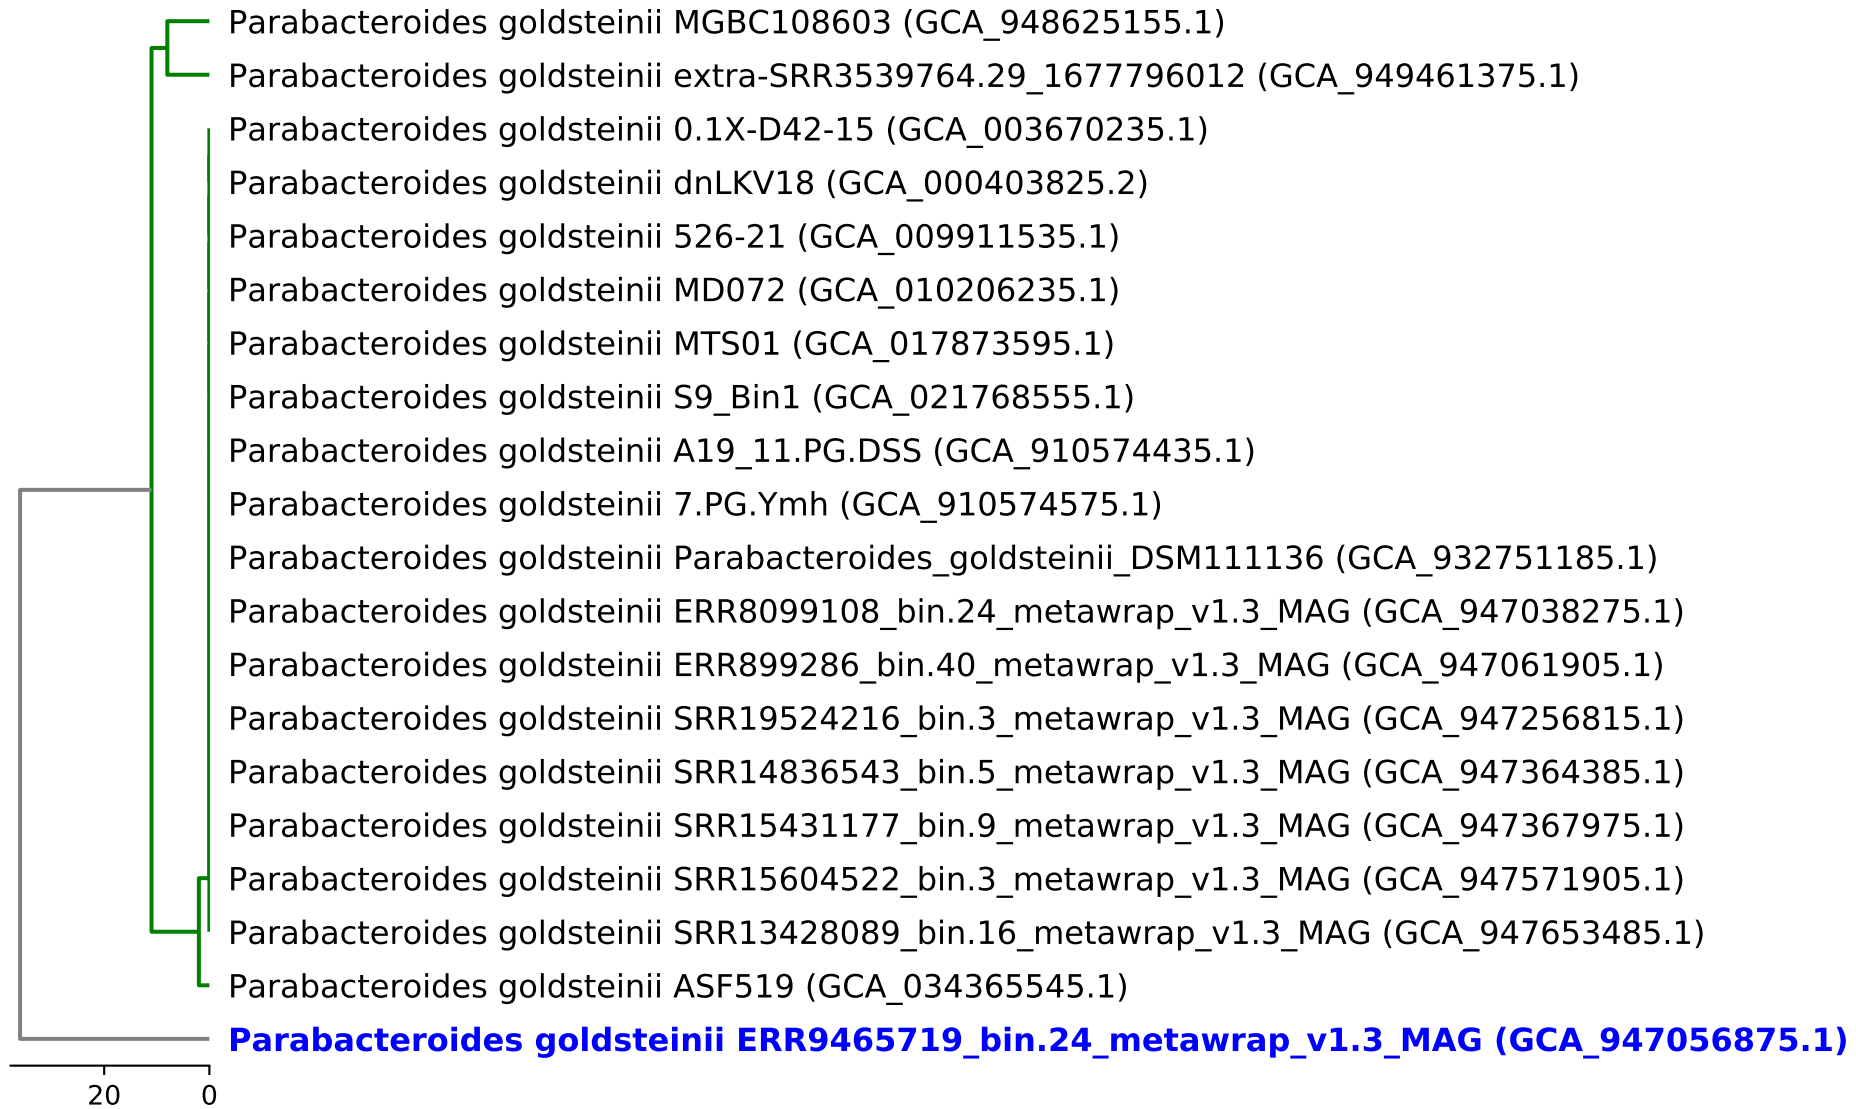 Parabacteroides goldsteinii MGBC108603 (GCA_948625155.1)
Parabacteroides goldsteinii extra-SRR3539764.29_1677796012 (GCA_949461375.1)
Parabacteroides goldsteinii 0.1X-D42-15 (GCA_003670235.1)
Parabacteroides goldsteinii dnLKV18 (GCA_000403825.2)
Parabacteroides goldsteinii 526-21 (GCA_009911535.1)
Parabacteroides goldsteinii MD072 (GCA_010206235.1)
Parabacteroides goldsteinii MTS01 (GCA_017873595.1)
Parabacteroides goldsteinii S9_Bin1 (GCA_021768555.1)
Parabacteroides goldsteinii A19_11.PG.DSS (GCA_910574435.1)
Parabacteroides goldsteinii 7.PG.Ymh (GCA_910574575.1)
Parabacteroides goldsteinii Parabacteroides_goldsteinii_DSM111136 (GCA_932751185.1)
Parabacteroides goldsteinii ERR8099108_bin.24_metawrap_v1.3_MAG (GCA_947038275.1)
Parabacteroides goldsteinii ERR899286_bin.40_metawrap_v1.3_MAG (GCA_947061905.1)
Parabacteroides goldsteinii SRR19524216_bin.3_metawrap_v1.3_MAG (GCA_947256815.1)
Parabacteroides goldsteinii SRR14836543_bin.5_metawrap_v1.3_MAG (GCA_947364385.1)
Parabacteroides goldsteinii SRR15431177_bin.9_metawrap_v1.3_MAG (GCA_947367975.1)
Parabacteroides goldsteinii SRR15604522_bin.3_metawrap_v1.3_MAG (GCA_947571905.1)
Parabacteroides goldsteinii SRR13428089_bin.16_metawrap_v1.3_MAG (GCA_947653485.1)
Parabacteroides goldsteinii ASF519 (GCA_034365545.1)
Parabacteroides goldsteinii ERR9465719_bin.24_metawrap_v1.3_MAG (GCA_947056875.1)
20 0